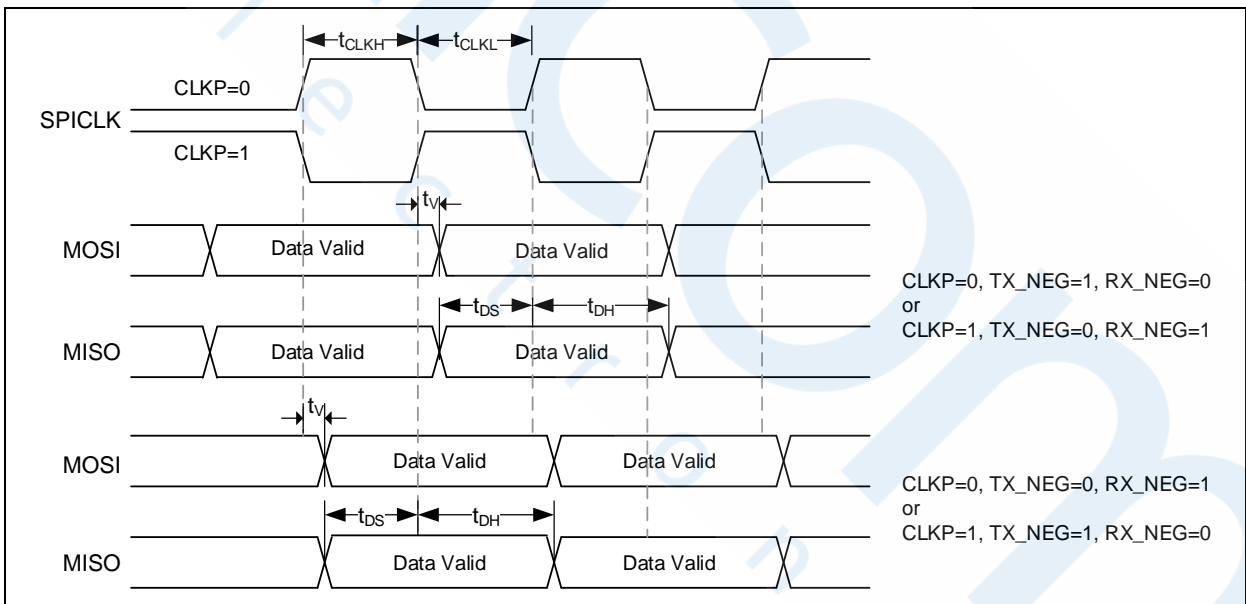 tCLKH tCLKL
CLKP=0
SPICLK
CLKP=1
tV
MOSI Data Valid Data Valid
CLKP=0, TX_NEG=1, RX_NEG=0
or
CLKP=1, TX_NEG=0, RX_NEG=1
tDS tDH
MISO Data Valid Data Valid
tV
MOSI Data Valid Data Valid
CLKP=0, TX_NEG=0, RX_NEG=1
or
CLKP=1, TX_NEG=1, RX_NEG=0
tDS tDH
MISO Data Valid Data Valid